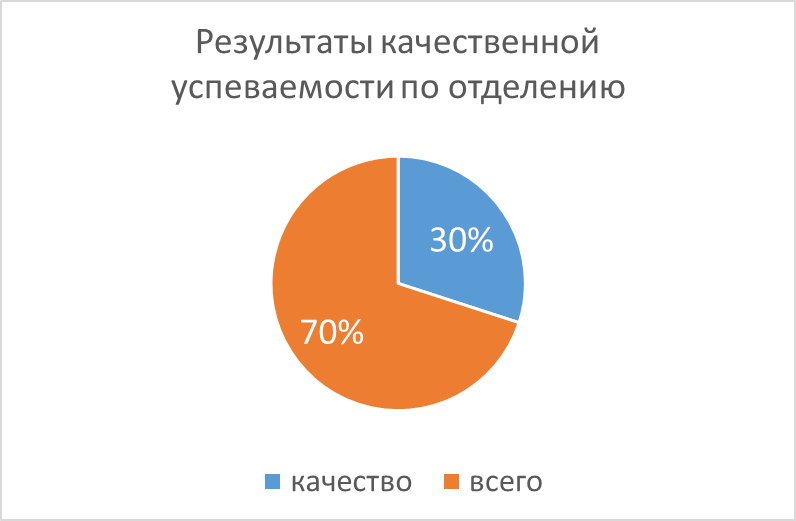 Результаты качественной
успеваемости по отделению
30%
70%
качество
всего